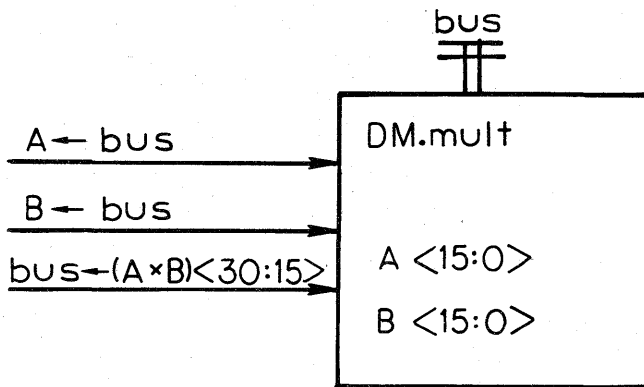 bus
A ← bus
DM.mult
B ← bus
bus←(A×B)<30:15>
A <15:0>
B <15:0>